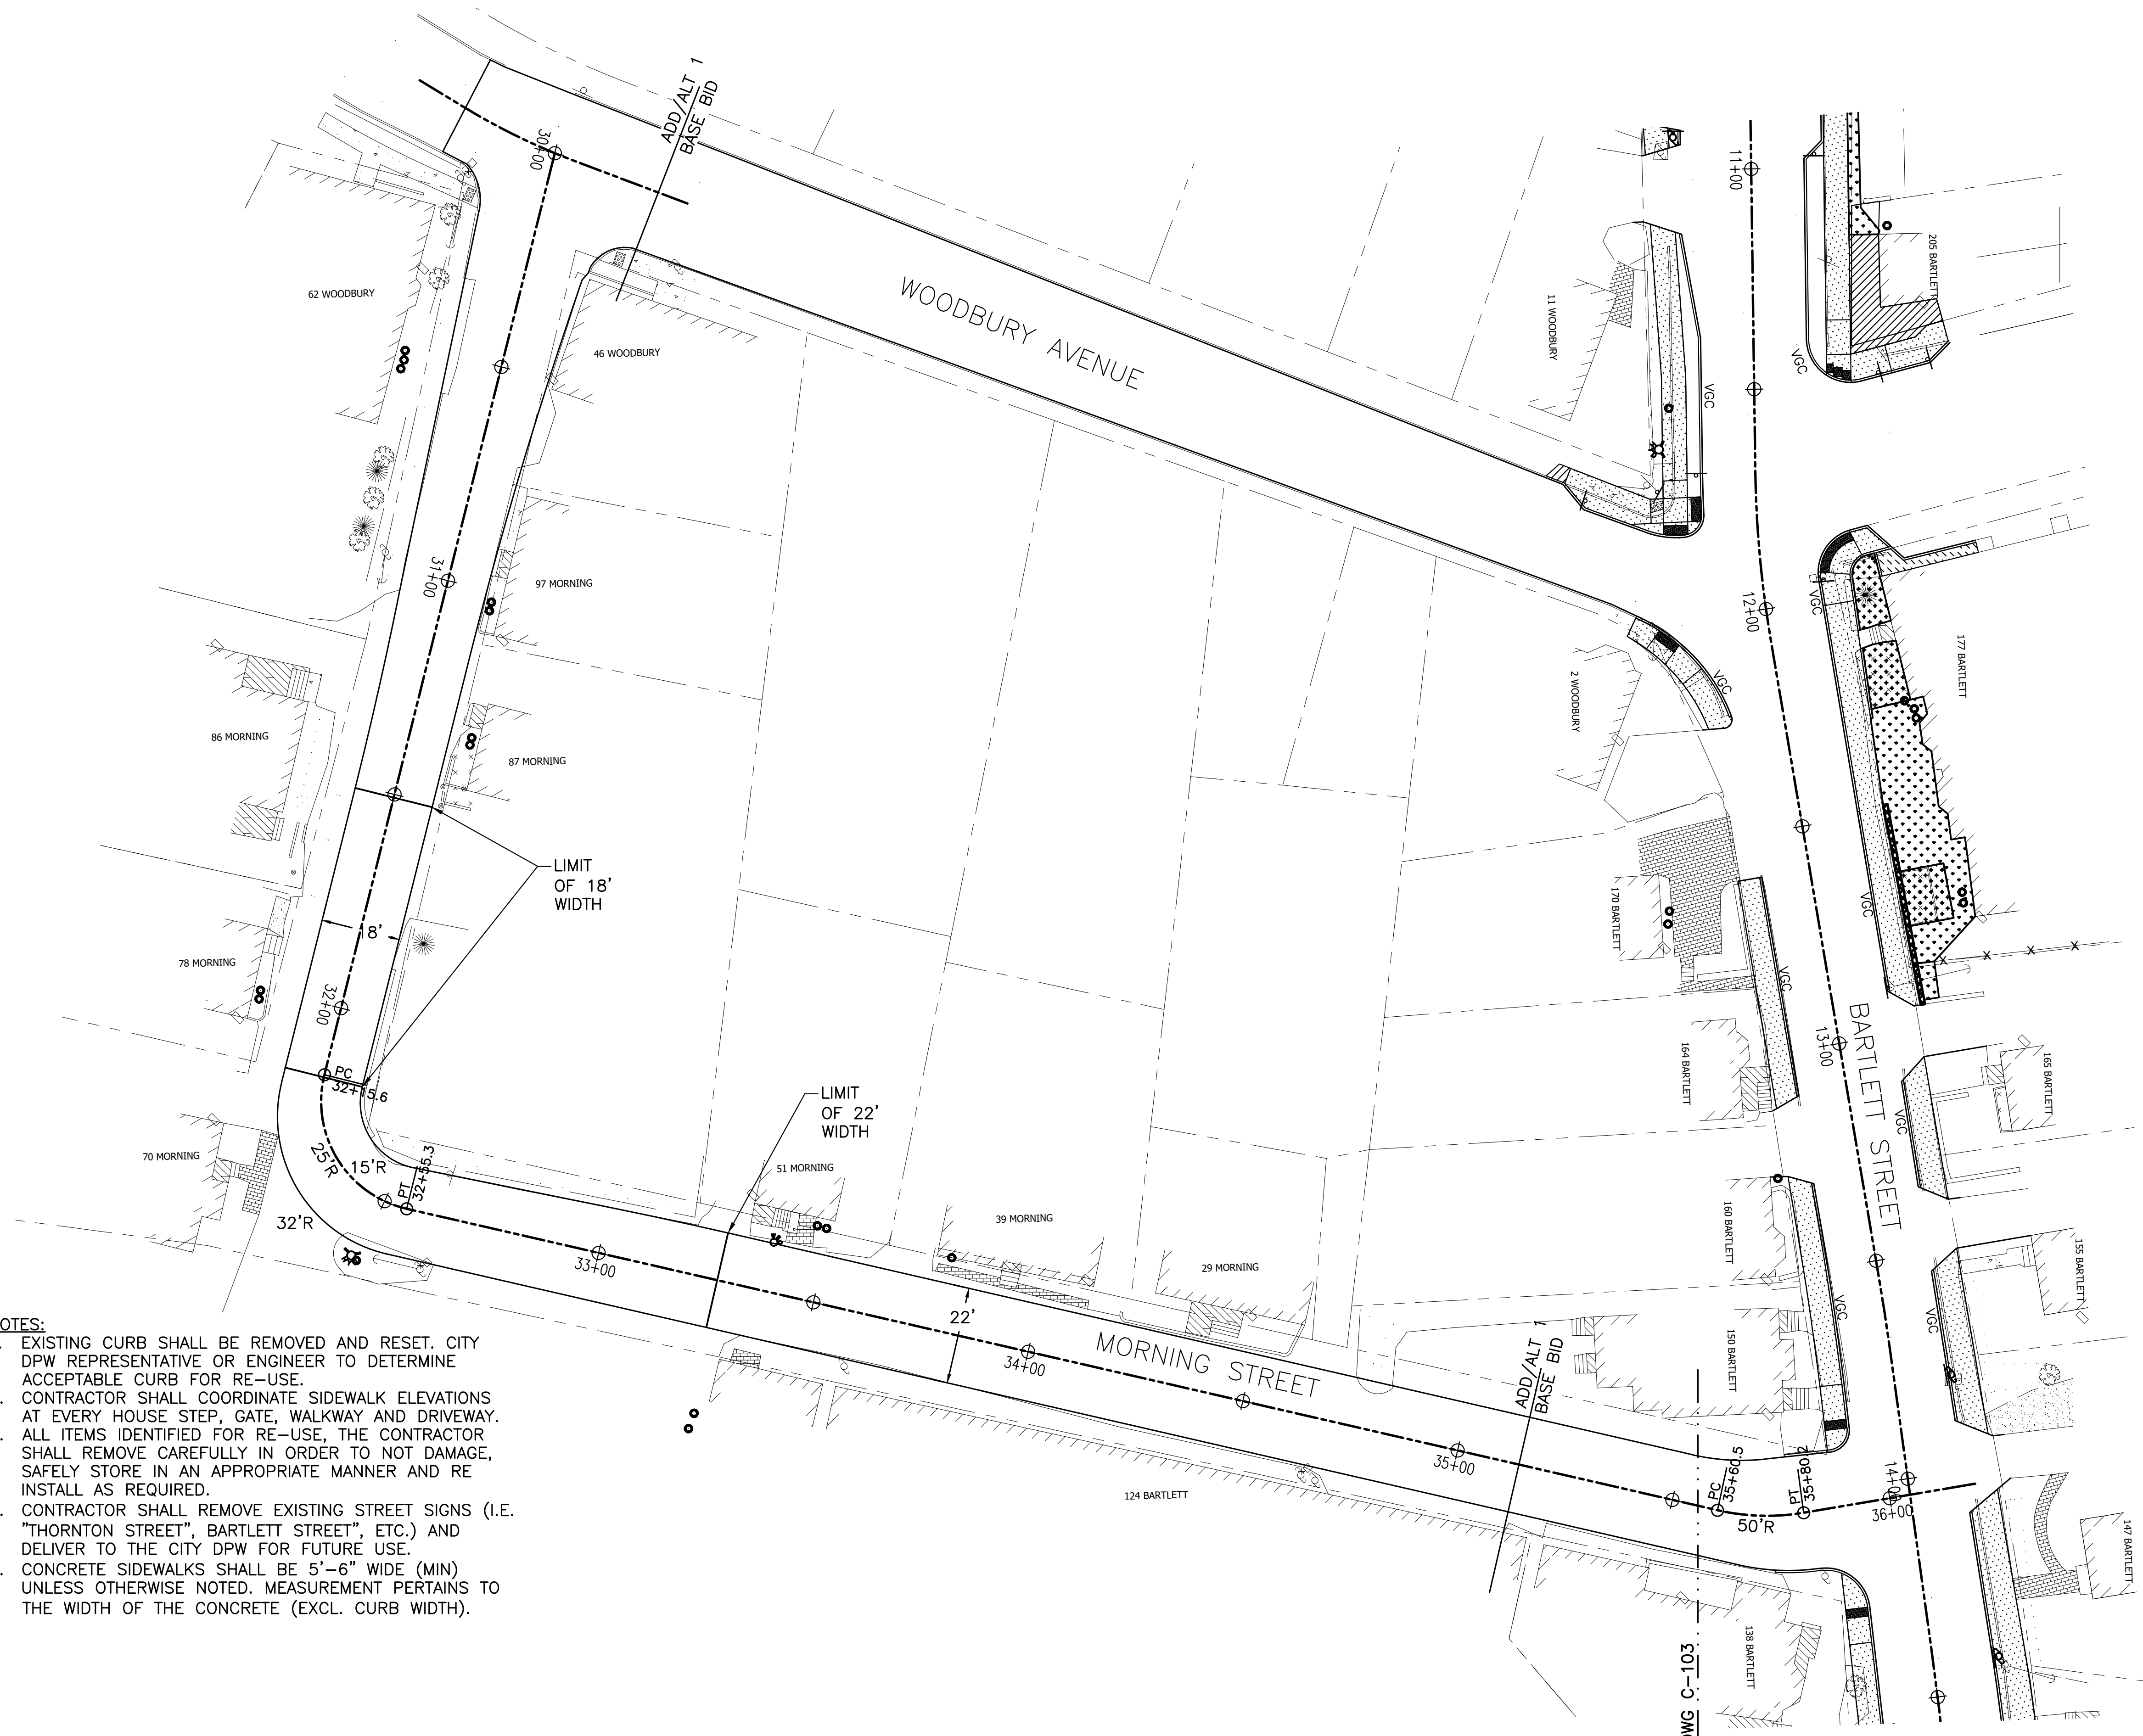 ADD/ALT 1
BASE BID
30+00
11+00
205 BARTLETT
62 WOODBURY
WOODBURY AVENUE
11 WOODBURY
46 WOODBURY
VGC
VGC
31+00
97 MORNING
12+00
VGC
177 BARTLETT
2 WOODBURY
VGC
86 MORNING
87 MORNING
LIMIT
OF 18'
WIDTH
18'
170 BARTLETT
VGC
78 MORNING
32+00
VGC
BARTLETT STREET
13+00
164 BARTLETT
165 BARTLETT
PC
32+15.6
LIMIT
OF 22'
WIDTH
VGC
70 MORNING
25'R
15'R
PT
32+55.3
51 MORNING
32'R
39 MORNING
160 BARTLETT
155 BARTLETT
33+00
29 MORNING
VGC
VGC
22'
MORNING STREET
34+00
150 BARTLETT
ADD/ALT 1
BASE BID
35+00
124 BARTLETT
PC
35+60.5
PT
35+80.2
50'R
14+00
36+00
147 BARTLETT
138 BARTLETT
DWG C-103
OTES:
. EXISTING CURB SHALL BE REMOVED AND RESET. CITY
DPW REPRESENTATIVE OR ENGINEER TO DETERMINE
ACCEPTABLE CURB FOR RE-USE.
. CONTRACTOR SHALL COORDINATE SIDEWALK ELEVATIONS
AT EVERY HOUSE STEP, GATE, WALKWAY AND DRIVEWAY.
. ALL ITEMS IDENTIFIED FOR RE-USE, THE CONTRACTOR
SHALL REMOVE CAREFULLY IN ORDER TO NOT DAMAGE,
SAFELY STORE IN AN APPROPRIATE MANNER AND RE
INSTALL AS REQUIRED.
. CONTRACTOR SHALL REMOVE EXISTING STREET SIGNS (I.E.
"THORNTON STREET", BARTLETT STREET", ETC.) AND
DELIVER TO THE CITY DPW FOR FUTURE USE.
. CONCRETE SIDEWALKS SHALL BE 5'-6" WIDE (MIN)
UNLESS OTHERWISE NOTED. MEASUREMENT PERTAINS TO
THE WIDTH OF THE CONCRETE (EXCL. CURB WIDTH).